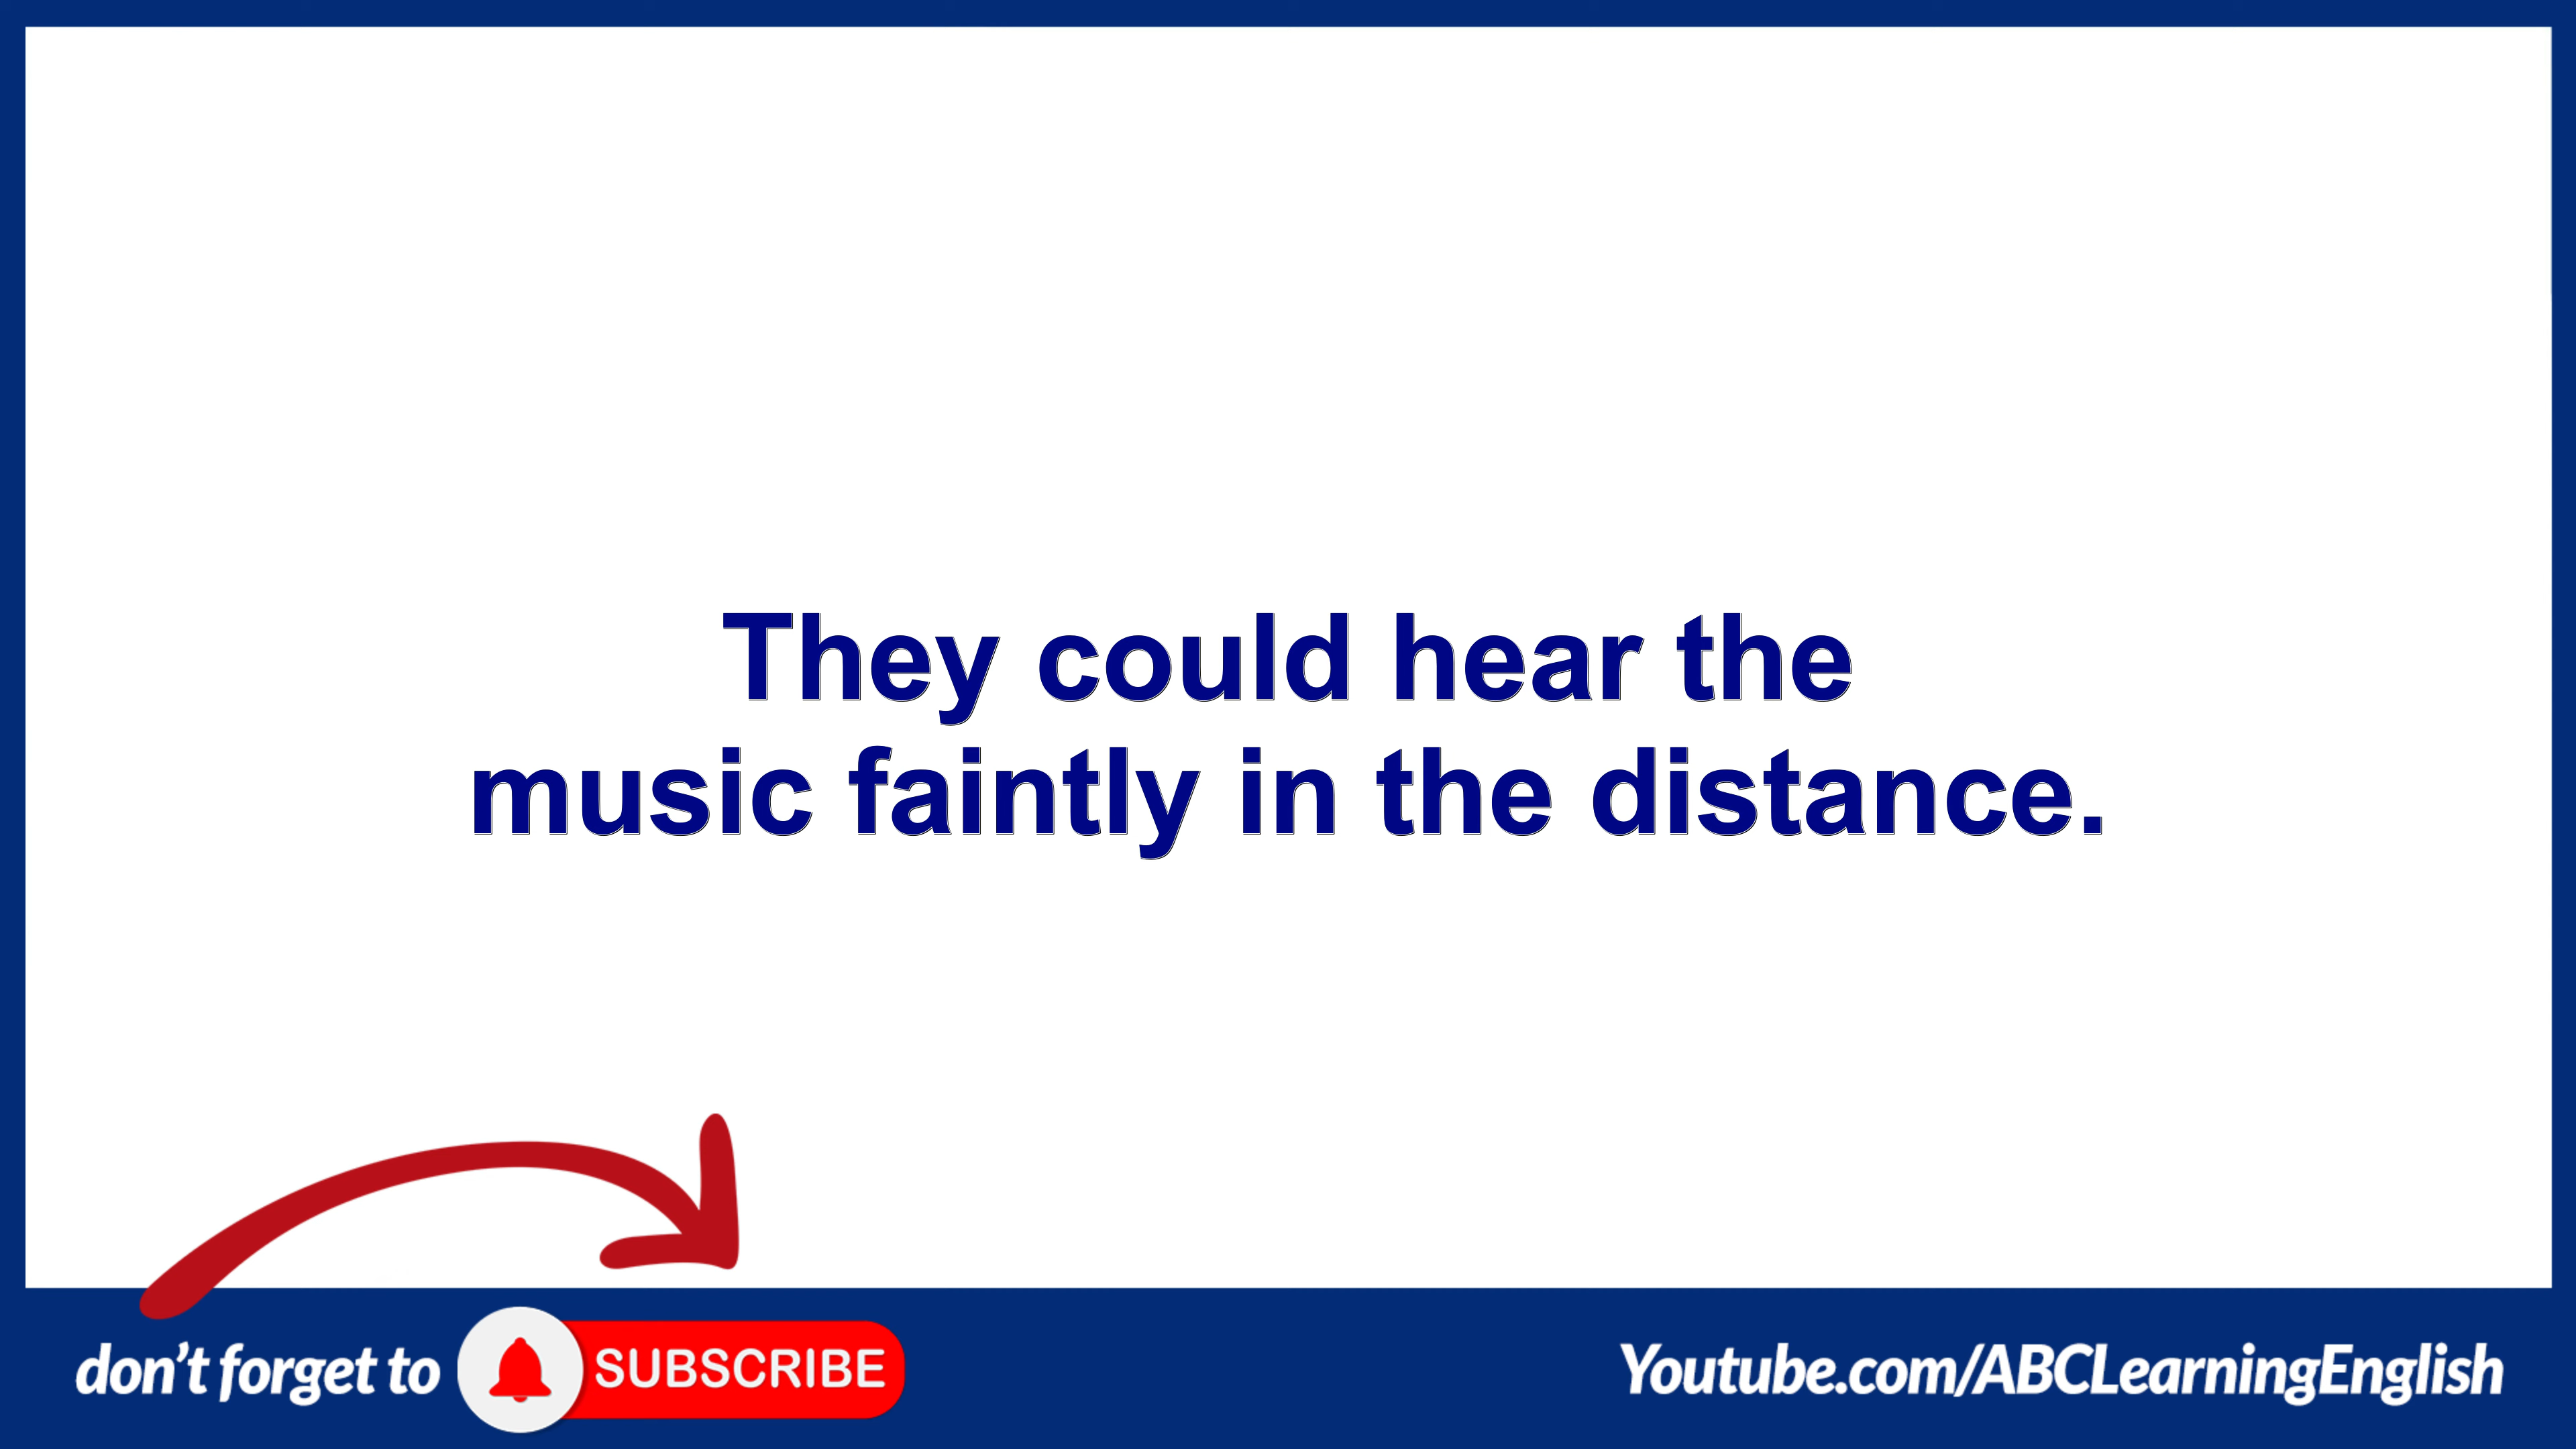 They could hear the
music faintly in the distance.
don't forget to SUBSCRIBE Youtube.com/ABCLearningEnglish